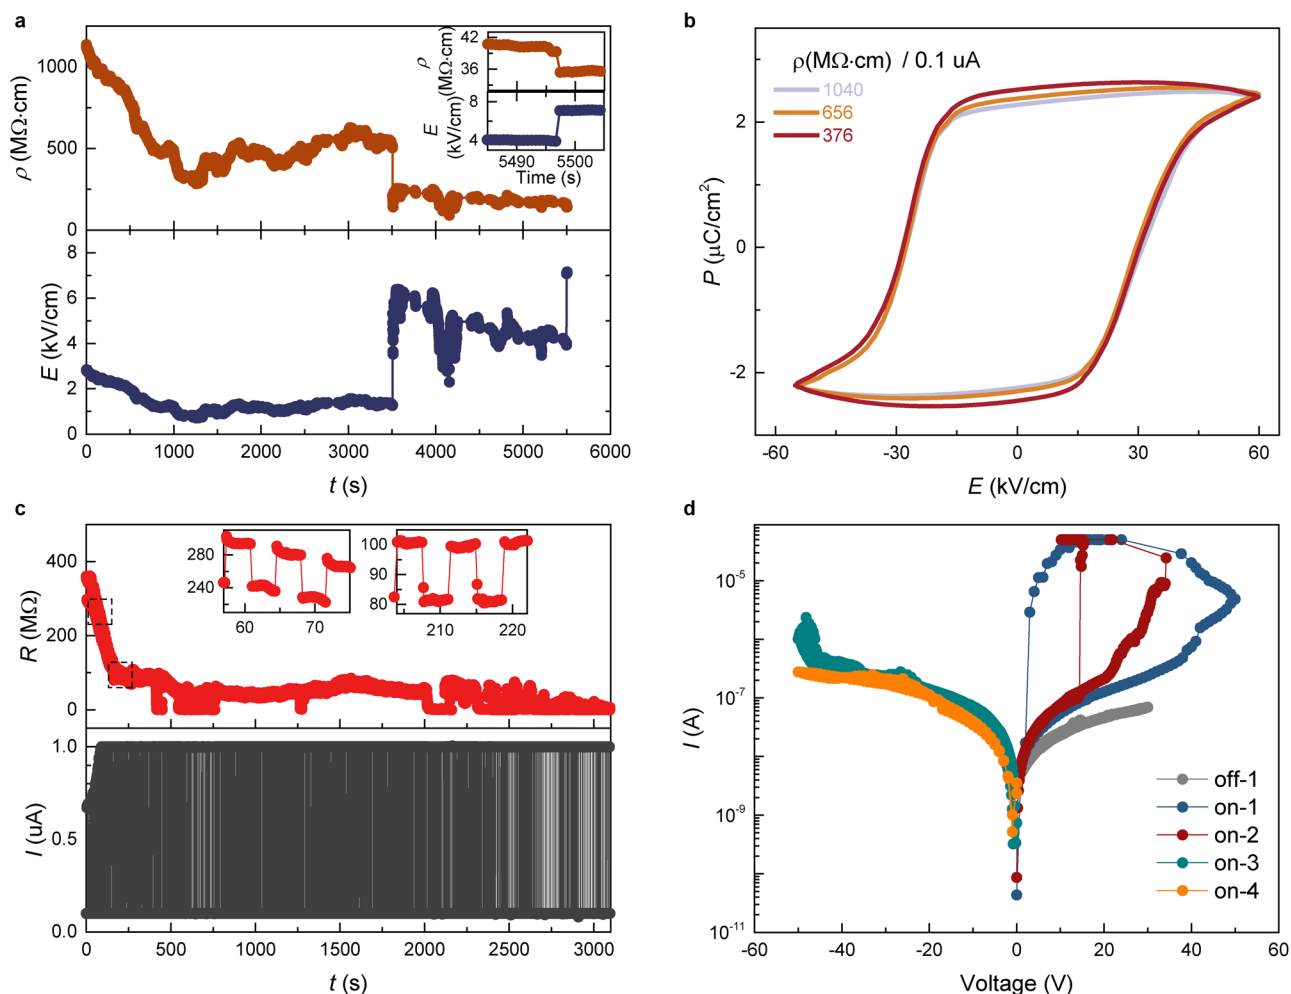 a
1000
500
0
ρ (MΩ·cm)
42
36
ρ
(MΩ·cm)
8
4
E
(kV/cm)
5490
5500
Time (s)
8
6
4
2
0
E (kV/cm)
0
1000
2000
3000
4000
5000
6000
t (s)
b
ρ(MΩ·cm) / 0.1 uA
1040
656
376
2
0
-2
P (μC/cm²)
-60
-30
0
30
60
E (kV/cm)
c
400
200
0
R (MΩ)
280
240
60
70
100
90
80
210
220
1.0
0.5
0.0
I (uA)
0
500
1000
1500
2000
2500
3000
t (s)
d
10⁻⁵
10⁻⁷
10⁻⁹
10⁻¹¹
I (A)
off-1
on-1
on-2
on-3
on-4
-60
-40
-20
0
20
40
60
Voltage (V)